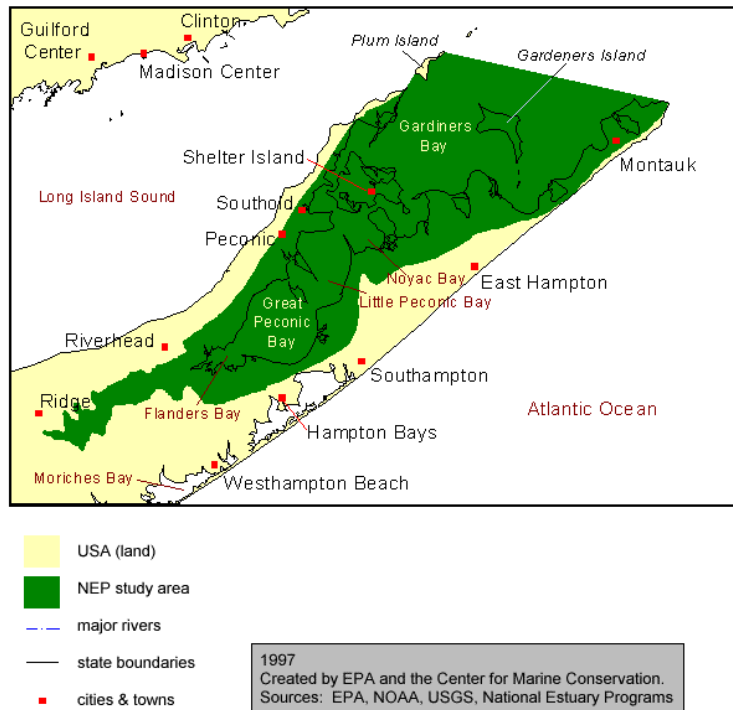 Clinton
Guilford
Center
Madison Center
Plum Island
Gardeners Island
Gardiners
Bay
Shelter Island
Montauk
Long Island Sound
Southold
Peconic
Noyac Bay
East Hampton
Little Peconic Bay
Great
Peconic
Bay
Riverhead
Southampton
Ridge
Flanders Bay
Atlantic Ocean
Hampton Bays
Moriches Bay
Westhampton Beach
USA (land)
NEP study area
major rivers
state boundaries
cities & towns
1997
Created by EPA and the Center for Marine Conservation.
Sources: EPA, NOAA, USGS, National Estuary Programs